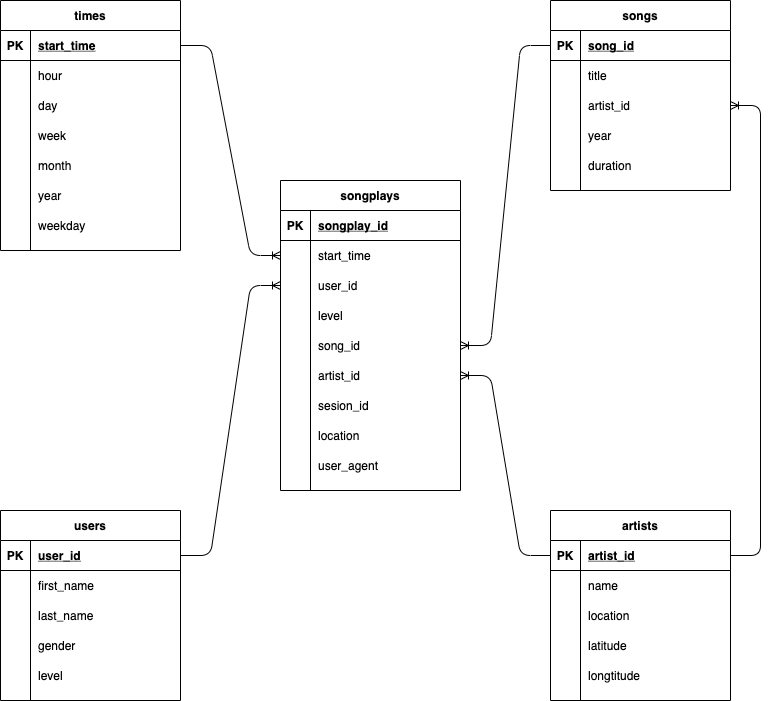 times
PK start_time
hour
day
week
month
year
weekday
songs
PK song_id
title
artist_id
year
duration
songplays
PK songplay_id
start_time
user_id
level
song_id
artist_id
sesion_id
location
user_agent
users
PK user_id
first_name
last_name
gender
level
artists
PK artist_id
name
location
latitude
longtitude